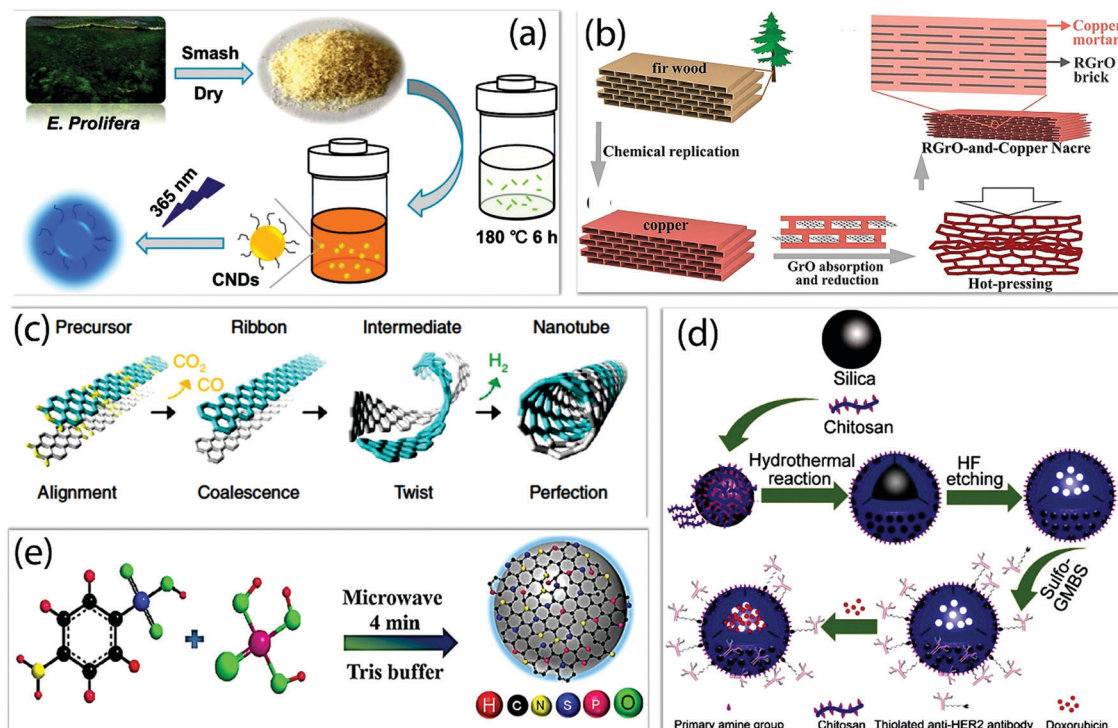 (a)
Smash
Dry
E. Prolifera
180 °C 6 h
365 nm
CNDs
(b)
fir wood
Copper
mortar
RGrO
brick
Chemical replication
RGrO-and-Copper Nacre
copper
GrO absorption
and reduction
Hot-pressing
(c)
Precursor
Ribbon
Intermediate
Nanotube
CO2
CO
H2
Alignment
Coalescence
Twist
Perfection
(d)
Silica
Chitosan
Hydrothermal
reaction
HF
etching
Sulfo-
GMBS
Primary amine group
Chitosan
Thiolated anti-HER2 antibody
Doxorubicin
(e)
Microwave
4 min
Tris buffer
H C N S P O